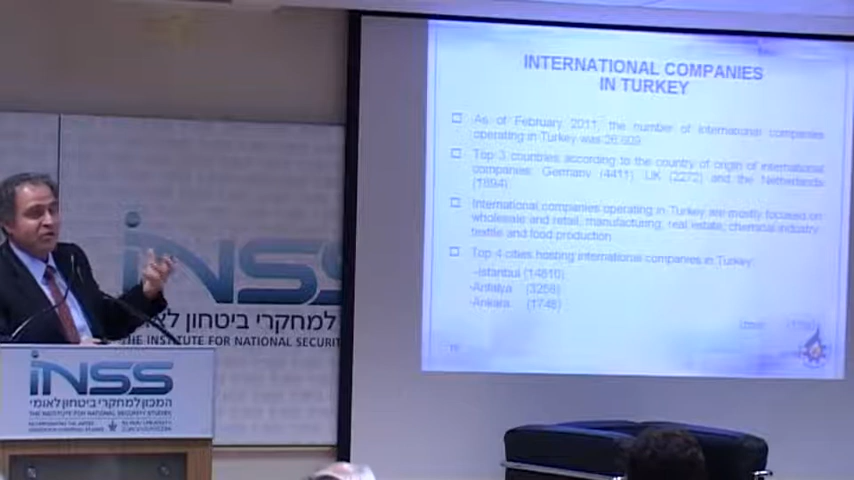 INTERNATIONAL COMPANIES
IN TURKEY
As of February 2011, the number of international companies
operating in Turkey was 26,609
Top 3 countries according to the country of origin of international
companies: Germany (4411), UK (2272) and the Netherlands
(1894)
International companies operating in Turkey are mostly focused on
wholesale and retail, manufacturing, real estate, chemical industry,
textile and food production
Top 4 cities hosting international companies in Turkey:
-Istanbul (14810)
-Antalya (3258)
-Ankara (1748)
iNSS
המכון למחקרי ביטחון לאומי
THE INSTITUTE FOR NATIONAL SECURIT
iNSS
המכון למחקרי ביטחון לאומי
THE INSTITUTE FOR NATIONAL SECURITY STUDIES